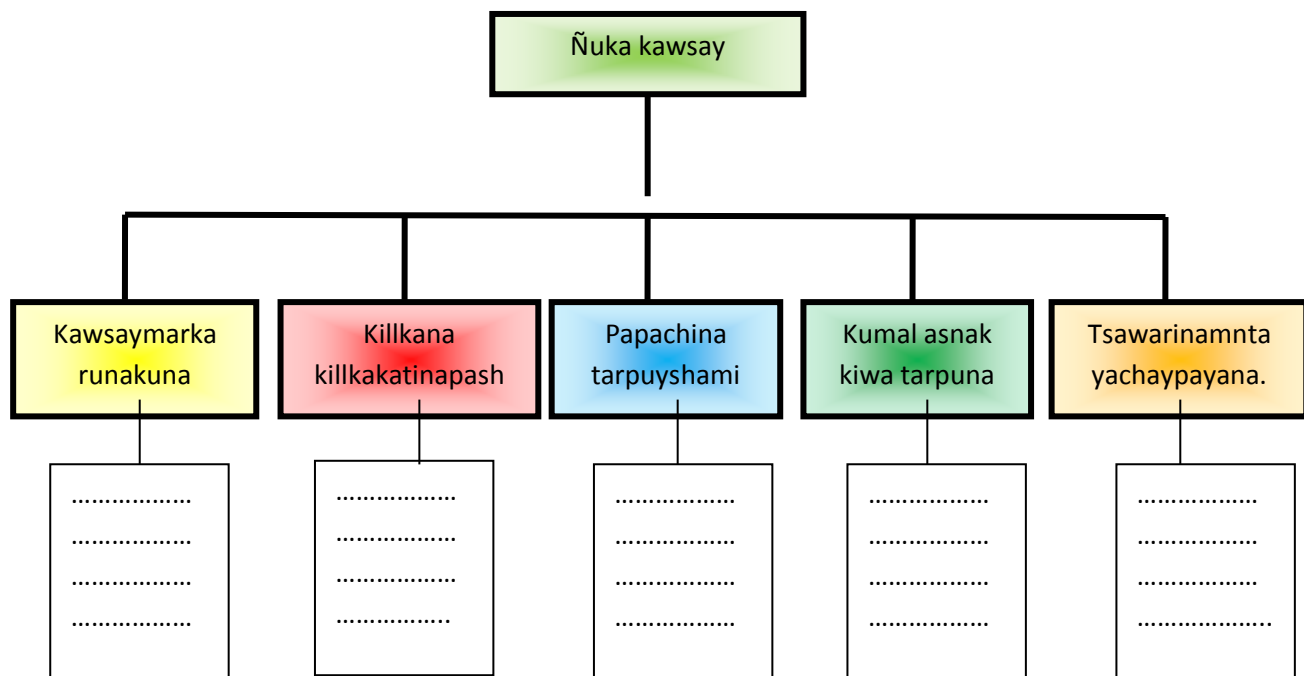 Ñuka kawsay
Kawsaymarka
runakuna
Killkana
killkakatinapash
Papachina
tarpuyshami
Kumal asnak
kiwa tarpuna
Tsawarinamnta
yachaypayana.
………………
………………
………………
………………
………………
………………
………………
……………..
………………
………………
………………
………………
………………
………………
………………
………………
………………
………………
………………
………………..